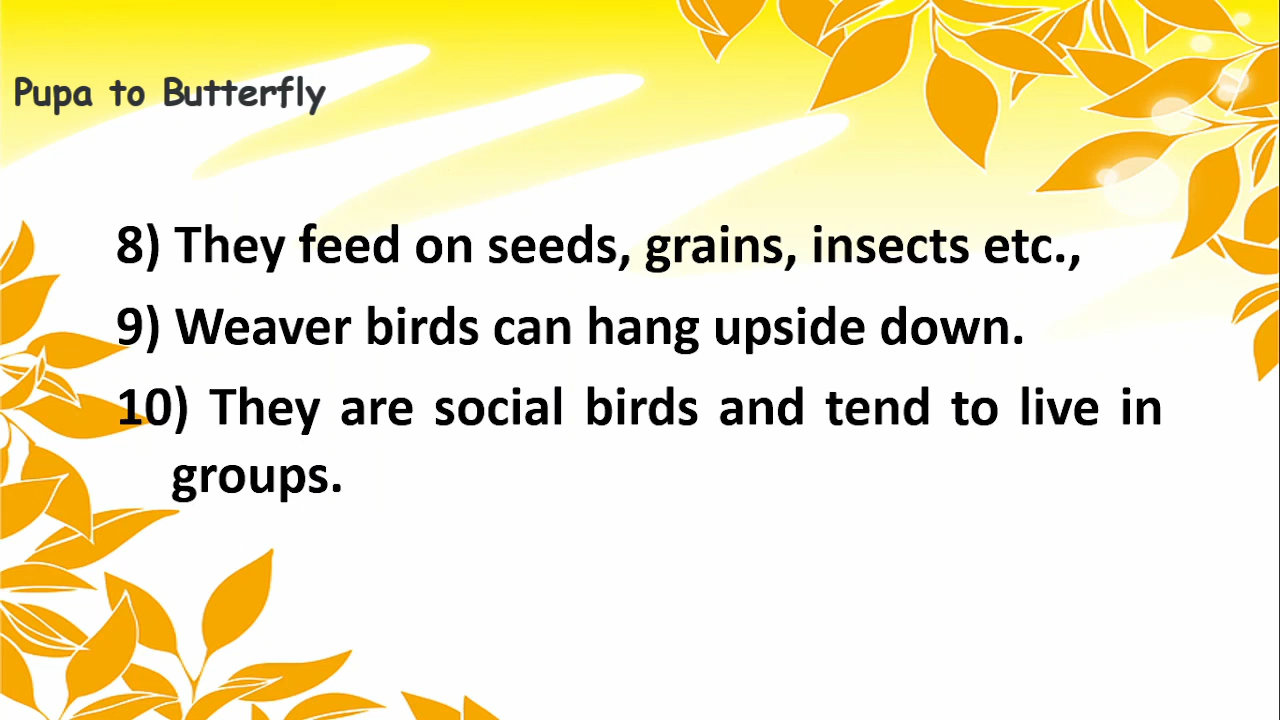 Pupa to Butterfly
8) They feed on seeds, grains, insects etc.,
9) Weaver birds can hang upside down.
10) They are social birds and tend to live in
groups.